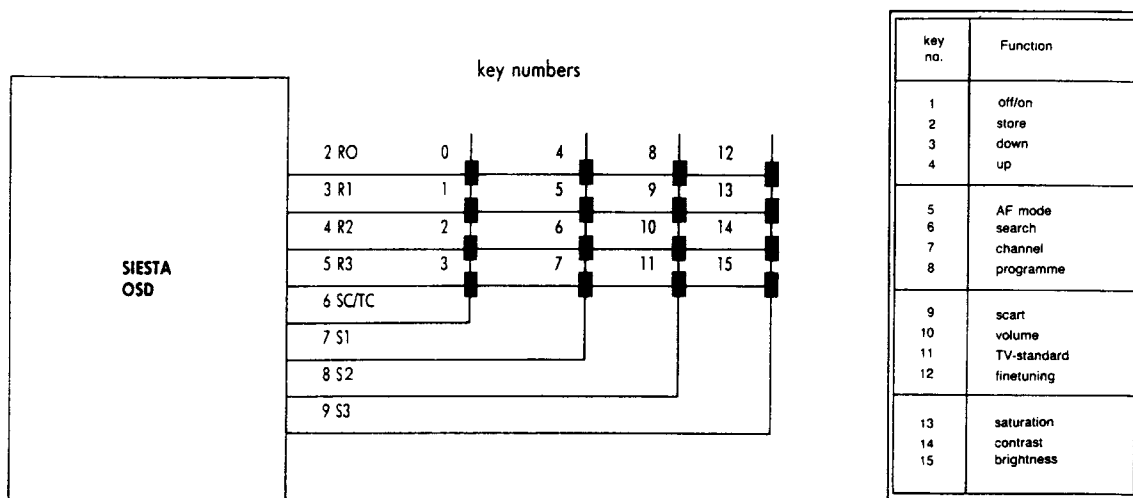 key numbers
2 RO 0 4 8 12
3 R1 1 5 9 13
4 R2 2 6 10 14
5 R3 3 7 11 15
6 SC/TC
7 S1
8 S2
9 S3
SIESTA
OSD
key no. Function
1 off/on
2 store
3 down
4 up
5 AF mode
6 search
7 channel
8 programme
9 scart
10 volume
11 TV-standard
12 finetuning
13 saturation
14 contrast
15 brightness